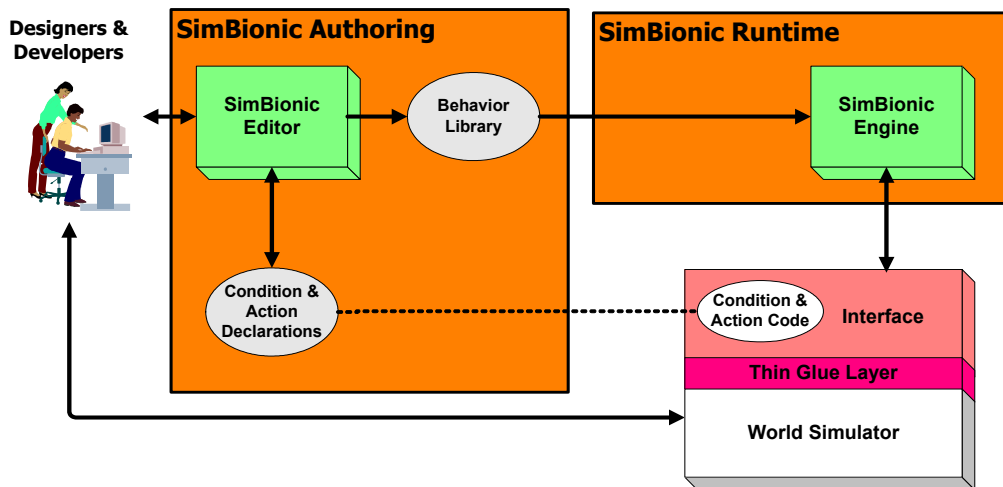 Designers &
Developers
SimBionic Authoring
SimBionic
Editor
Behavior
Library
Condition &
Action
Declarations
SimBionic Runtime
SimBionic
Engine
Condition &
Action Code
Interface
Thin Glue Layer
World Simulator